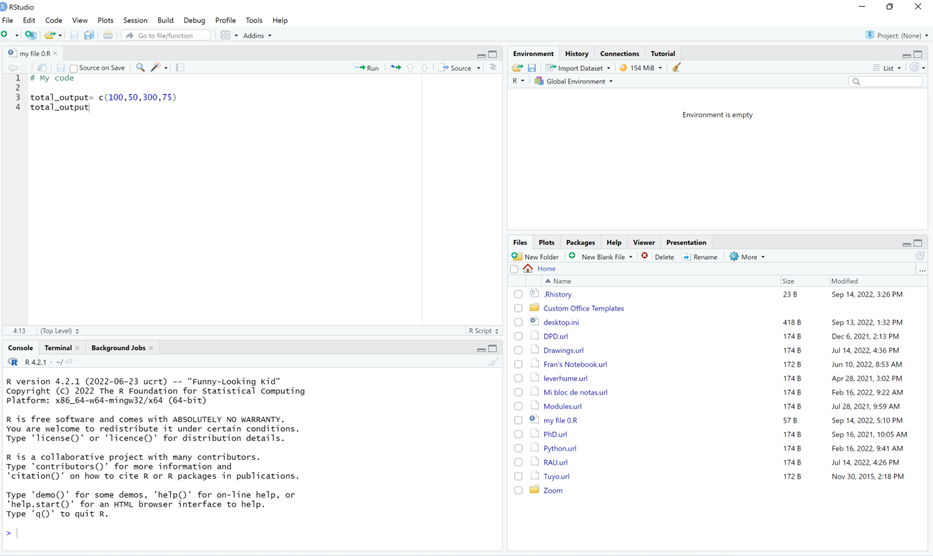 RStudio
File Edit Code View Plots Session Build Debug Profile Tools Help
Go to file/function Addins Project: (None)
my file 0.R
Source on Save Run Source
1 # My code
2
3 total_output= c(100,50,300,75)
4 total_output
4:13 (Top Level) R Script
Console Terminal Background Jobs
R 4.2.1 · ~/
R version 4.2.1 (2022-06-23 ucrt) -- "Funny-Looking Kid"
Copyright (C) 2022 The R Foundation for Statistical Computing
Platform: x86_64-w64-mingw32/x64 (64-bit)
R is free software and comes with ABSOLUTELY NO WARRANTY.
You are welcome to redistribute it under certain conditions.
Type 'license()' or 'licence()' for distribution details.
R is a collaborative project with many contributors.
Type 'contributors()' for more information and
'citation()' on how to cite R or R packages in publications.
Type 'demo()' for some demos, 'help()' for on-line help, or
'help.start()' for an HTML browser interface to help.
Type 'q()' to quit R.
>
Environment History Connections Tutorial
Import Dataset 154 MiB List
R Global Environment
Environment is empty
Files Plots Packages Help Viewer Presentation
New Folder New Blank File Delete Rename More
Home ...
Name Size Modified
.Rhistory 23 B Sep 14, 2022, 3:26 PM
Custom Office Templates
desktop.ini 418 B Sep 13, 2022, 1:32 PM
DPD.url 174 B Dec 6, 2021, 2:13 PM
Drawings.url 174 B Jul 14, 2022, 4:36 PM
Fran's Notebook.url 172 B Jun 10, 2022, 8:53 AM
leverhume.url 174 B Apr 28, 2021, 3:02 PM
Mi bloc de notas.url 174 B Feb 16, 2022, 9:22 AM
Modules.url 174 B Jul 28, 2021, 9:59 AM
my file 0.R 57 B Sep 14, 2022, 5:10 PM
PhD.url 174 B Sep 16, 2021, 10:05 AM
Python.url 174 B Feb 16, 2022, 9:41 AM
RAU.url 174 B Jul 14, 2022, 4:26 PM
Tuyo.url 172 B Nov 30, 2015, 2:18 PM
Zoom